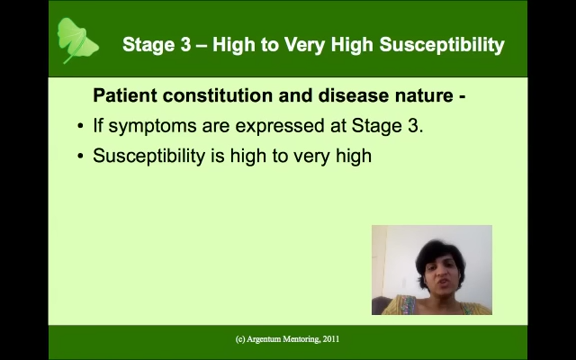 Stage 3 – High to Very High Susceptibility
Patient constitution and disease nature -
• If symptoms are expressed at Stage 3.
• Susceptibility is high to very high
(c) Argentum Mentoring, 2011